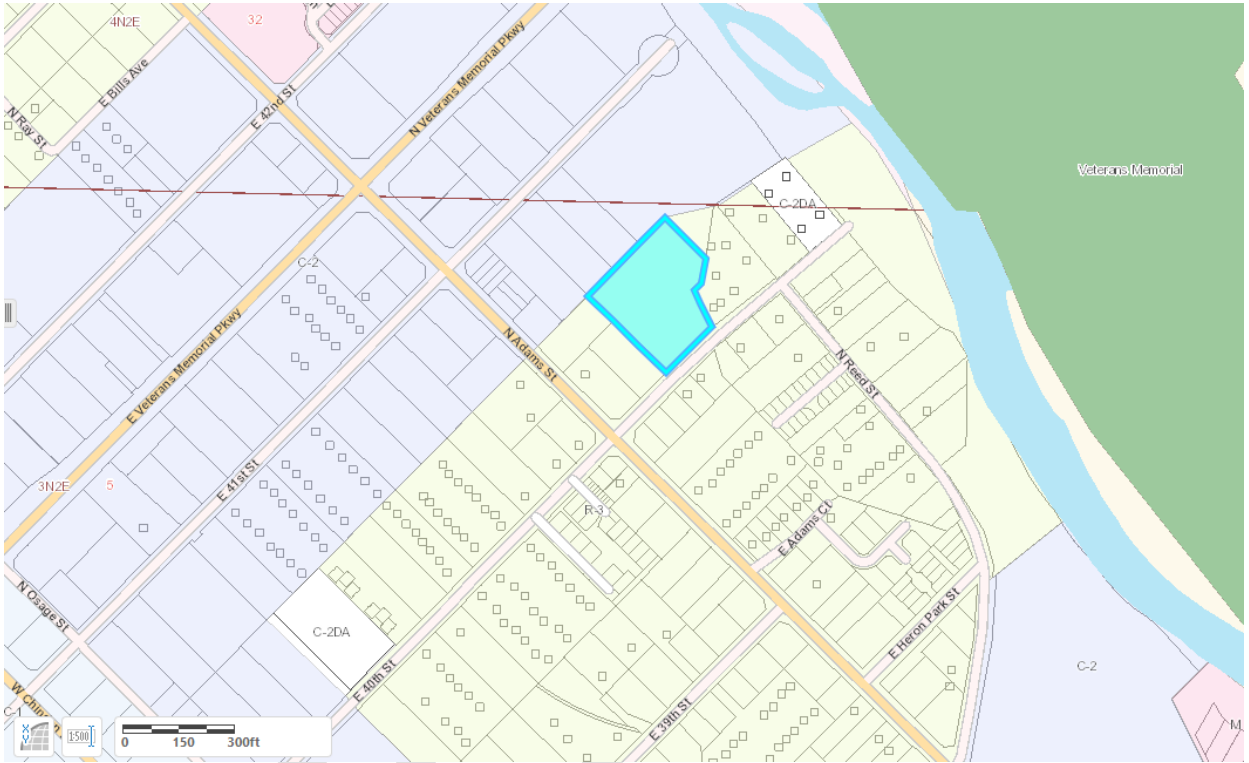 4N2E
32
E Bills Ave
N Ray St
E 42nd St
N Veterans Memorial Pkwy
Veterans Memorial
C-2DA
C-2
E Veterans Memorial Pkwy
N Adams St
N Reed St
E 41st St
3N2E
5
R-3
E Adams Ct
N Osage St
C-2DA
E Heron Park St
E 40th St
C-2
E 39th St
C-1
M
X
Y
1:500
0 150 300ft